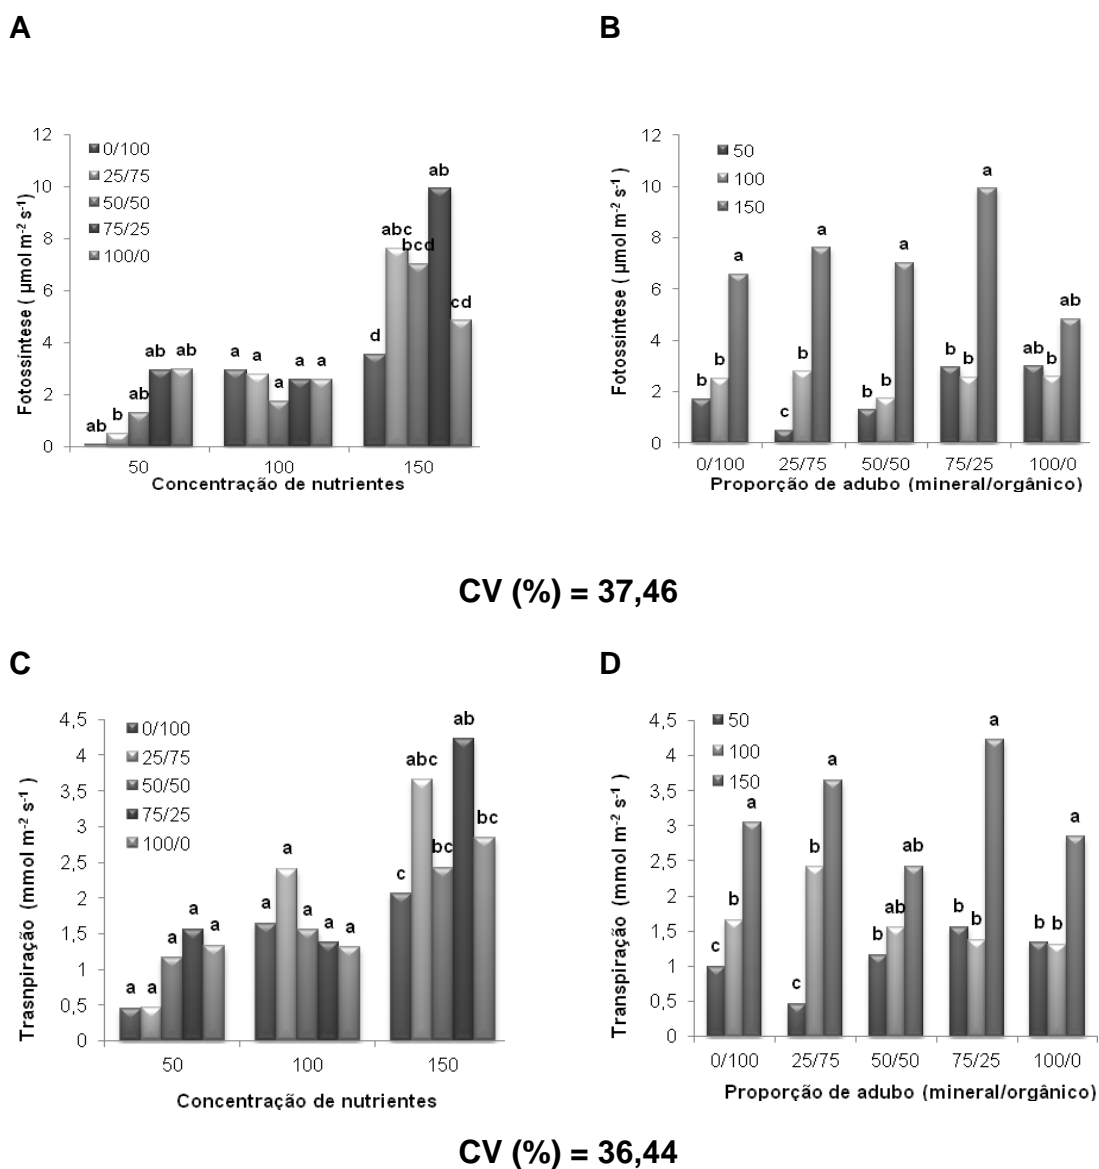 A
12
10
8
6
4
2
0
Fotossíntese ( µmol m-2 s-1)
0/100
25/75
50/50
75/25
100/0
ab
b
ab
ab
ab
a
a
a
a
a
d
abc
bcd
ab
cd
50
100
150
Concentração de nutrientes
B
12
10
8
6
4
2
0
Fotossíntese ( µmol m-2 s-1)
50
100
150
b
b
a
c
b
a
b
b
a
b
b
a
ab
b
ab
0/100
25/75
50/50
75/25
100/0
Proporção de adubo (mineral/orgânico)
CV (%) = 37,46
C
4,5
4
3,5
3
2,5
2
1,5
1
0,5
0
Trasnpiração (mmol m-2 s-1 )
0/100
25/75
50/50
75/25
100/0
a
a
a
a
a
a
a
a
a
a
c
abc
bc
ab
bc
50
100
150
Concentração de nutrientes
D
4,5
4
3,5
3
2,5
2
1,5
1
0,5
0
Transpiração (mmol m-2 s-1 )
50
100
150
c
b
a
c
b
a
b
ab
ab
b
b
a
b
b
a
0/100
25/75
50/50
75/25
100/0
Proporção de adubo (mineral/orgânico)
CV (%) = 36,44